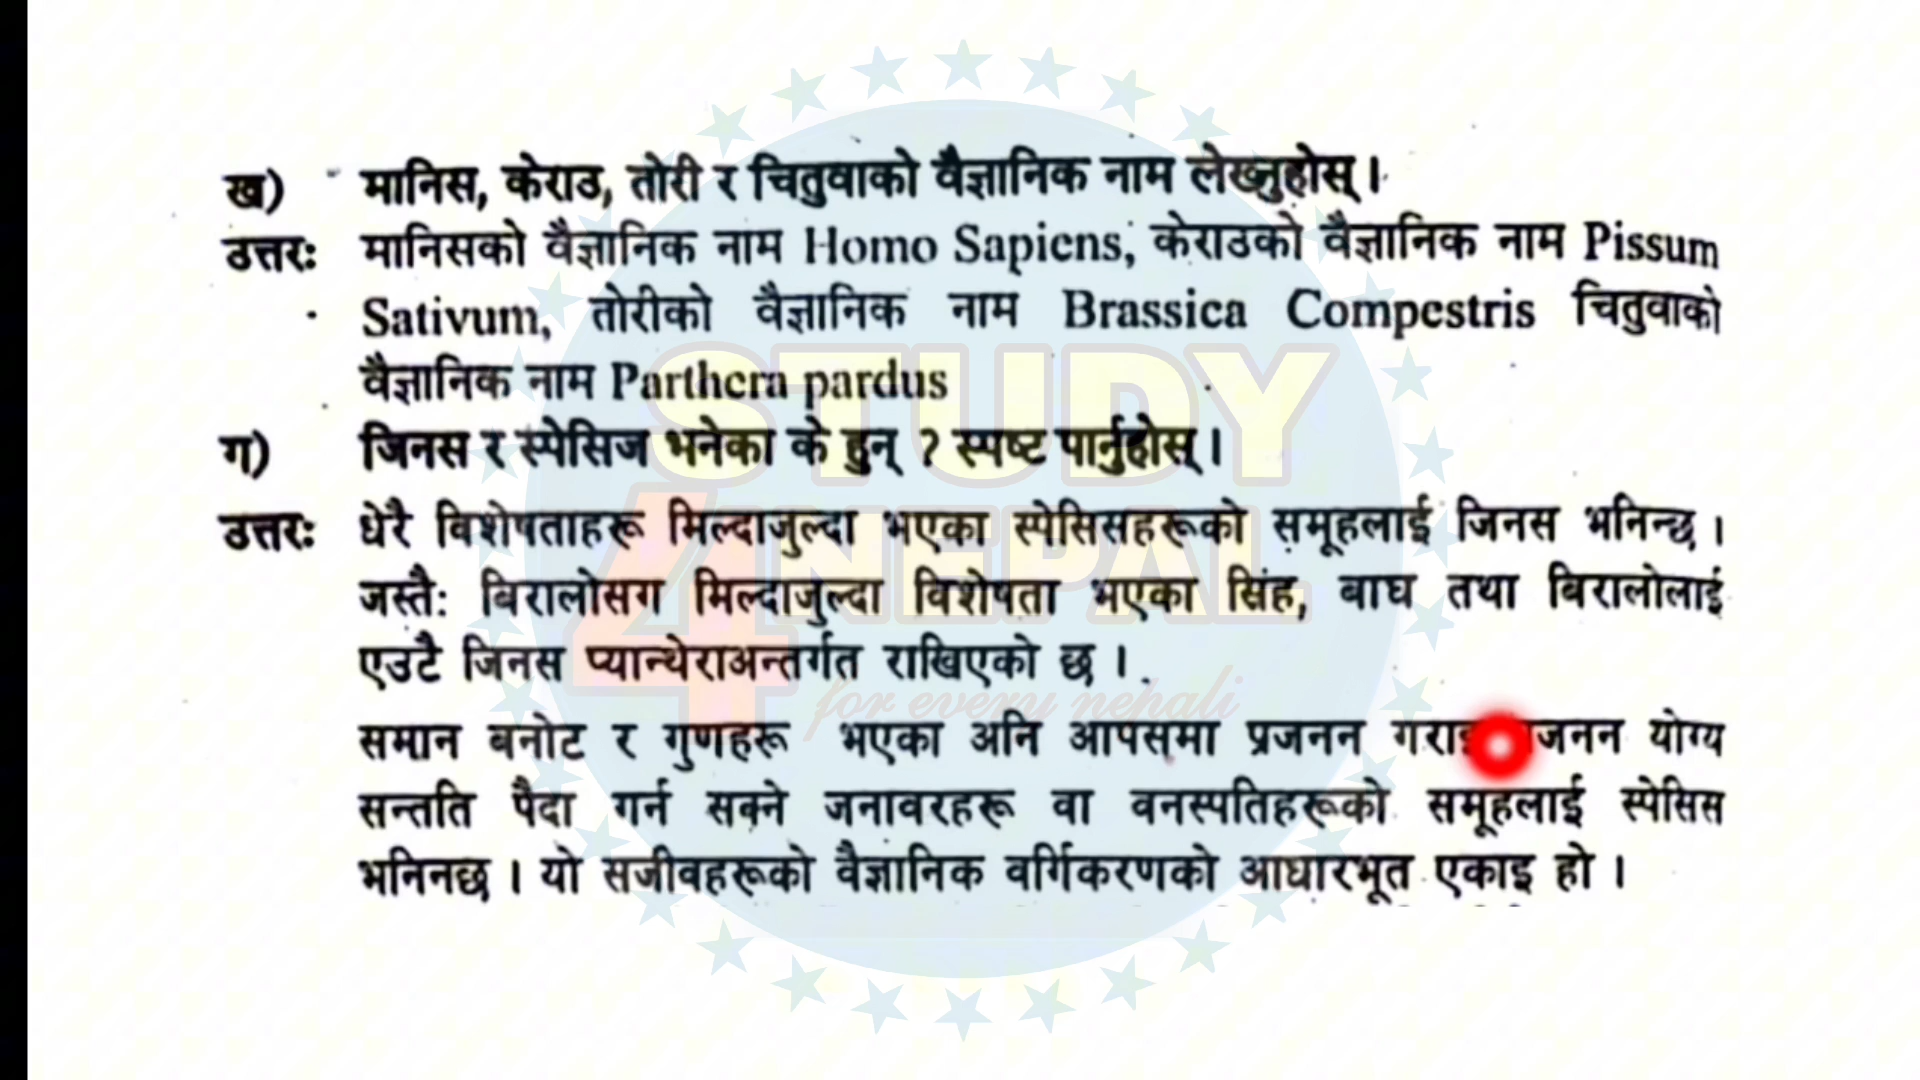 ख) मानिस, केराउ, तोरी र चितुवाको वैज्ञानिक नाम लेख्नुहोस् ।
उत्तरः मानिसको वैज्ञानिक नाम Homo Sapiens, केराउको वैज्ञानिक नाम Pissum
Sativum, तोरीको वैज्ञानिक नाम Brassica Compestris चितुवाको
वैज्ञानिक नाम Parthera pardus
ग) जिनस र स्पेसिज भनेका के हुन् ? स्पष्ट पार्नुहोस् ।
उत्तरः धेरै विशेषताहरू मिल्दाजुल्दा भएका स्पेसिसहरूको समूहलाई जिनस भनिन्छ ।
जस्तैः बिरालोसग मिल्दाजुल्दा विशेषता भएका सिंह, बाघ तथा बिरालोलाई
एउटै जिनस प्यान्थेराअन्तर्गत राखिएको छ ।
समान बनोट र गुणहरू भएका अनि आपसमा प्रजनन योग्य
सन्तति पैदा गर्न सक्ने जनावरहरू वा वनस्पतिहरूको समूहलाई स्पेसिस
भनिनछ । यो सजीवहरूको वैज्ञानिक वर्गिकरणको आधारभूत एकाइ हो ।
STUDY
4 NEPAL
for every nepali